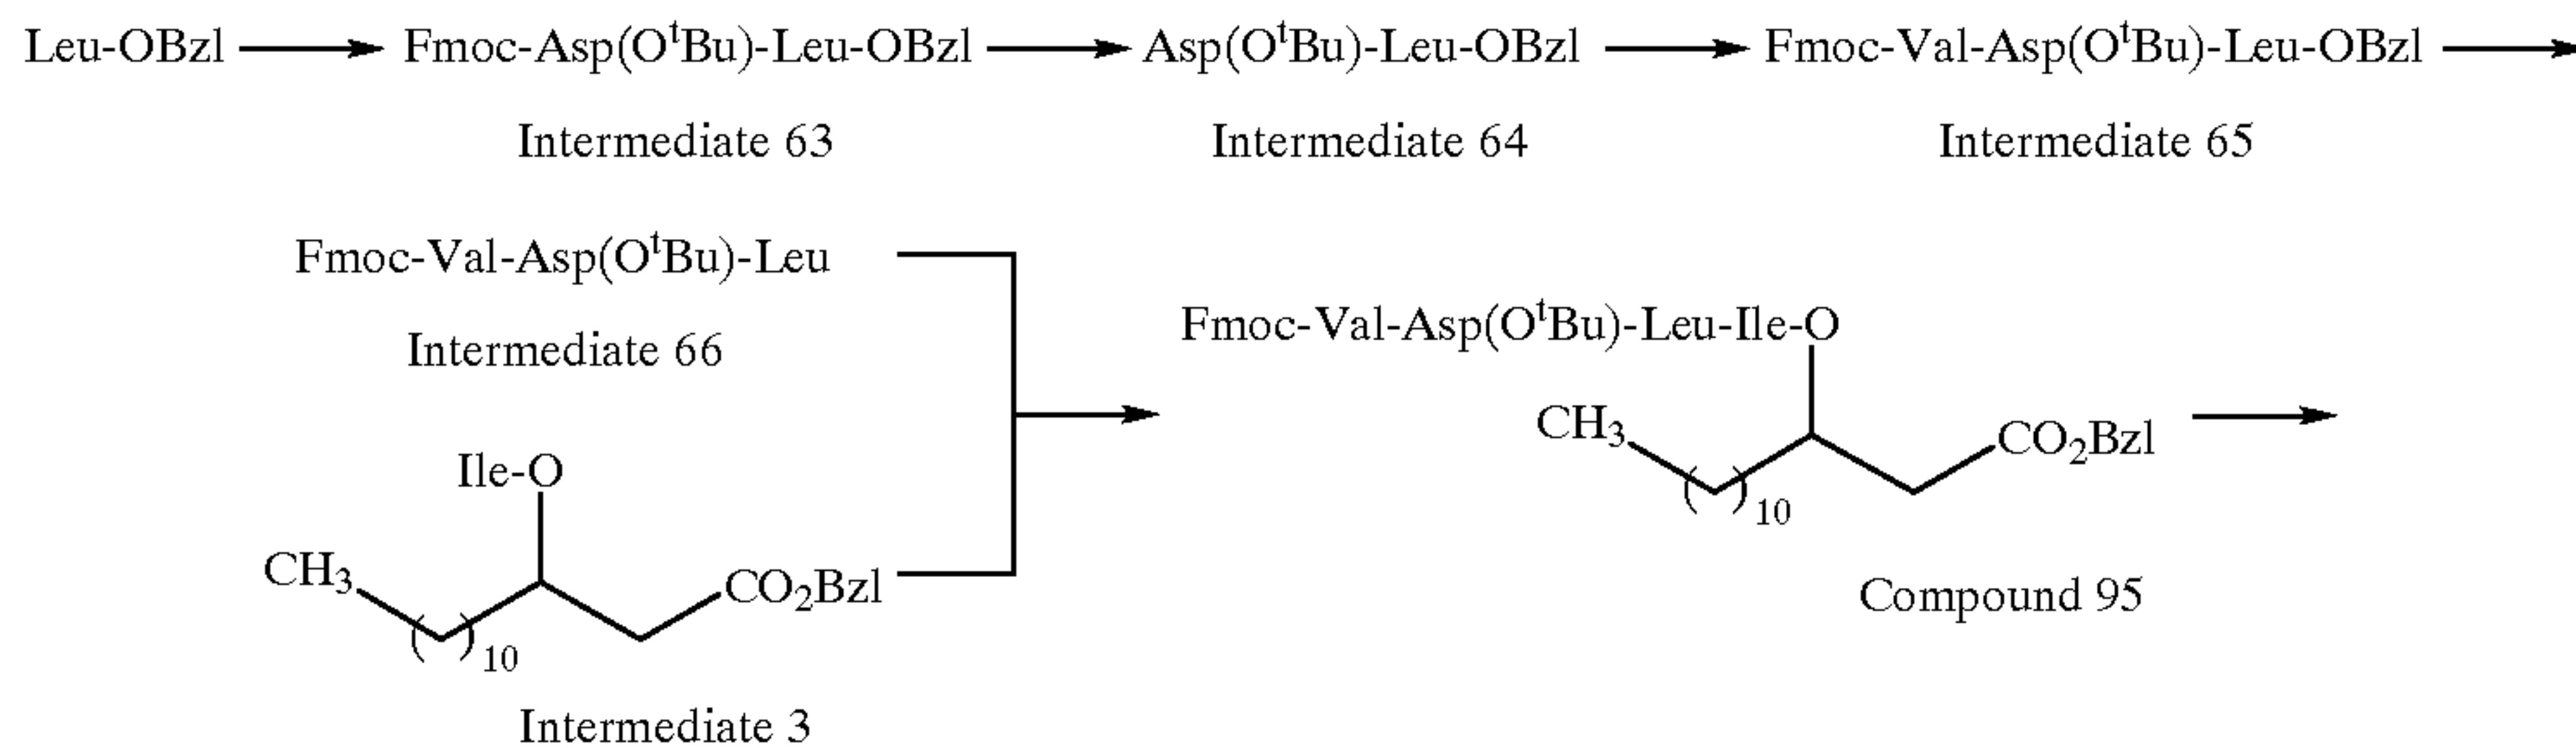 Leu-OBzl Fmoc-Asp(OᵗBu)-Leu-OBzl Asp(OᵗBu)-Leu-OBzl Fmoc-Val-Asp(OᵗBu)-Leu-OBzl
Intermediate 63 Intermediate 64 Intermediate 65
Fmoc-Val-Asp(OᵗBu)-Leu
Intermediate 66
Ile-O
CH₃ CO₂Bzl
( )₁₀
Intermediate 3
Fmoc-Val-Asp(OᵗBu)-Leu-Ile-O
CH₃ CO₂Bzl
( )₁₀
Compound 95